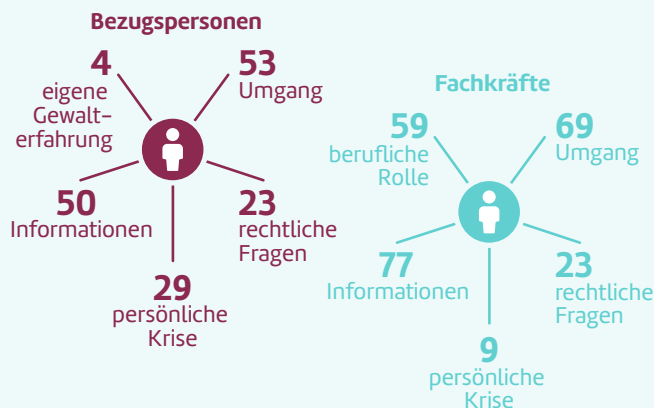 Bezugspersonen
4
eigene
Gewalt-
erfahrung
53
Umgang
50
Informationen
23
rechtliche
Fragen
29
persönliche
Krise
Fachkräfte
59
berufliche
Rolle
69
Umgang
77
Informationen
23
rechtliche
Fragen
9
persönliche
Krise